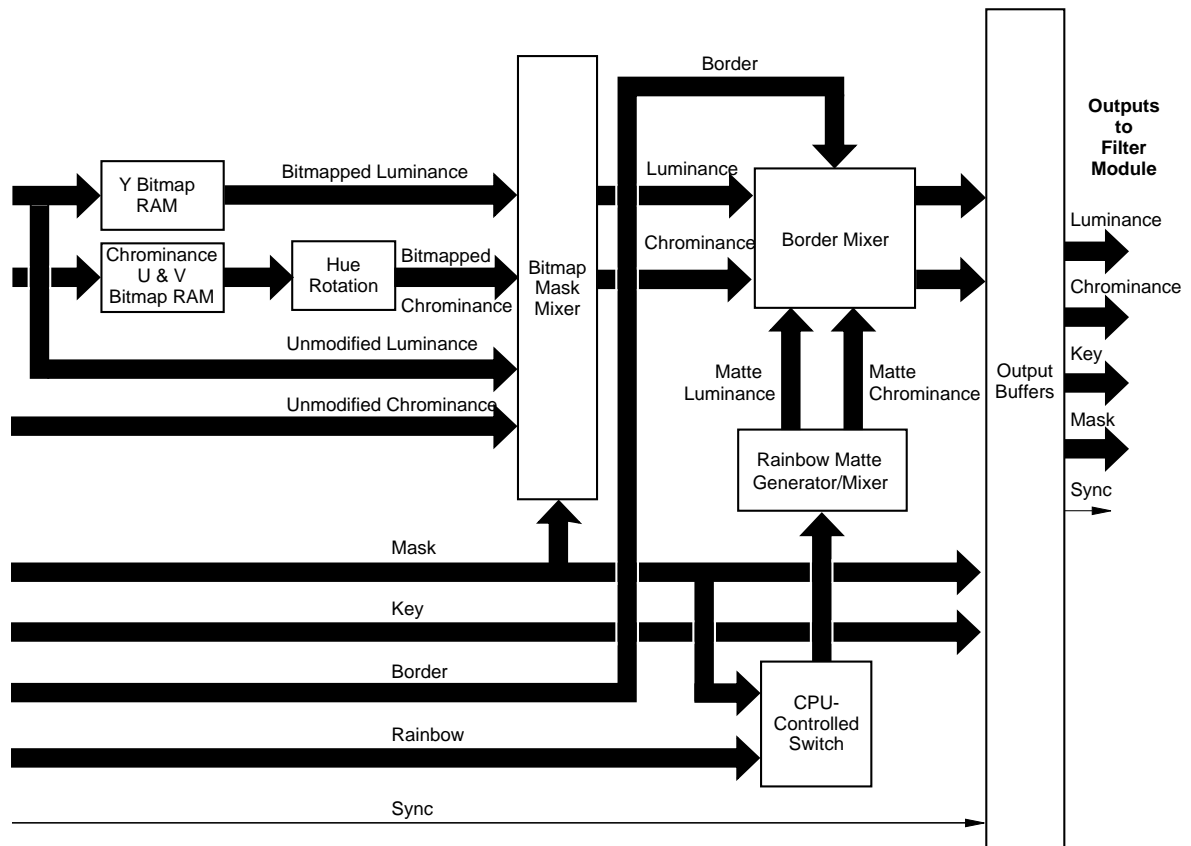 Border
Outputs
to
Filter
Module
Y Bitmap
RAM
Bitmapped Luminance
Luminance
Luminance
Chrominance
U & V
Bitmap RAM
Hue
Rotation
Bitmapped
Chrominance
Bitmap
Mask
Mixer
Chrominance
Border Mixer
Chrominance
Unmodified Luminance
Unmodified Chrominance
Matte
Luminance
Matte
Chrominance
Output
Buffers
Key
Mask
Rainbow Matte
Generator/Mixer
Sync
Mask
Key
Border
CPU-
Controlled
Switch
Rainbow
Sync